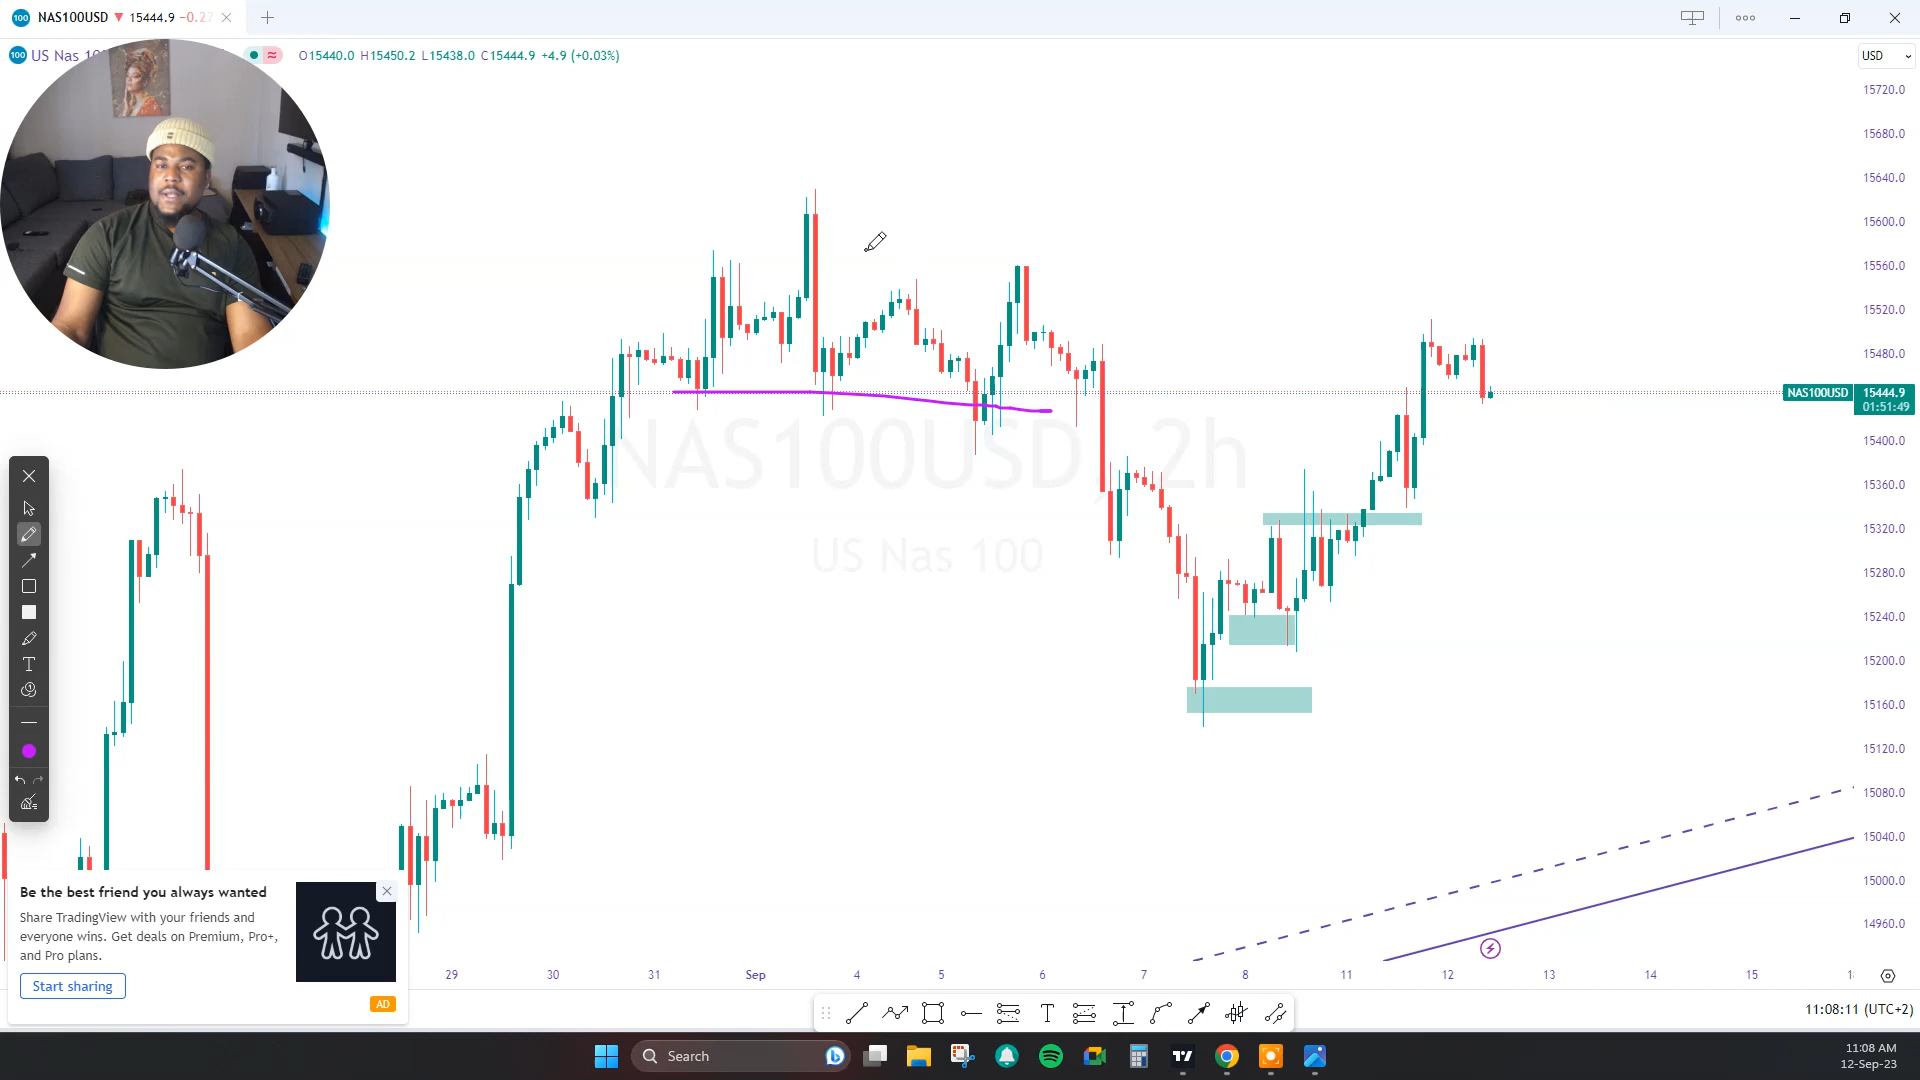 100 NAS100USD ▼ 15444.9 −0.27
USD
100 US Nas 10 O15440.0 H15450.2 L15438.0 C15444.9 +4.9 (+0.03%)
15720.0
15680.0
15640.0
15600.0
15560.0
15520.0
15480.0
NAS100USD 15444.9
01:51:49
15400.0
15360.0
15320.0
15280.0
15240.0
15200.0
15160.0
15120.0
15080.0
15040.0
15000.0
14960.0
NAS100USD, 2h
US Nas 100
T
Be the best friend you always wanted
Share TradingView with your friends and
everyone wins. Get deals on Premium, Pro+,
and Pro plans.
Start sharing
AD
29 30 31 Sep 4 5 6 7 8 11 12 13 14 15
T
11:08:11 (UTC+2)
Search
11:08 AM
12-Sep-23